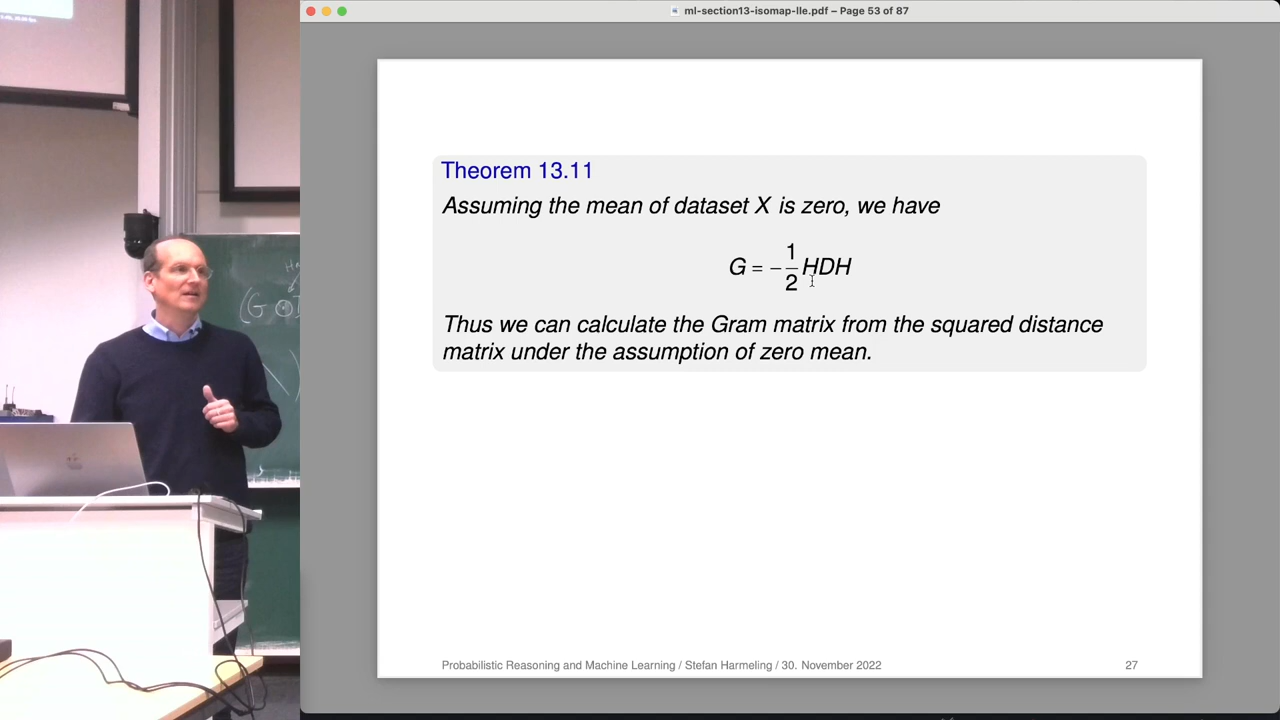 ml-section13-isomap-lle.pdf – Page 53 of 87
Theorem 13.11
Assuming the mean of dataset X is zero, we have
G = −1/2 HDH
Thus we can calculate the Gram matrix from the squared distance
matrix under the assumption of zero mean.
Probabilistic Reasoning and Machine Learning / Stefan Harmeling / 30. November 2022
27
(G ⊙